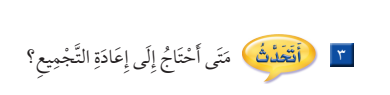 ٣ أَتَحَدَّثُ مَتَى أَحْتَاجُ إِلَى إِعَادَةِ التَّجْمِيعِ؟